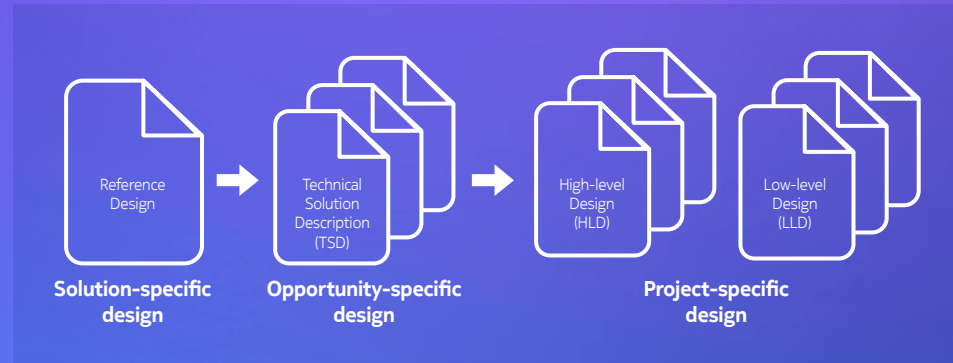 Reference
Design
Technical
Solution
Description
(TSD)
High-level
Design
(HLD)
Low-level
Design
(LLD)
Solution-specific
design
Opportunity-specific
design
Project-specific
design